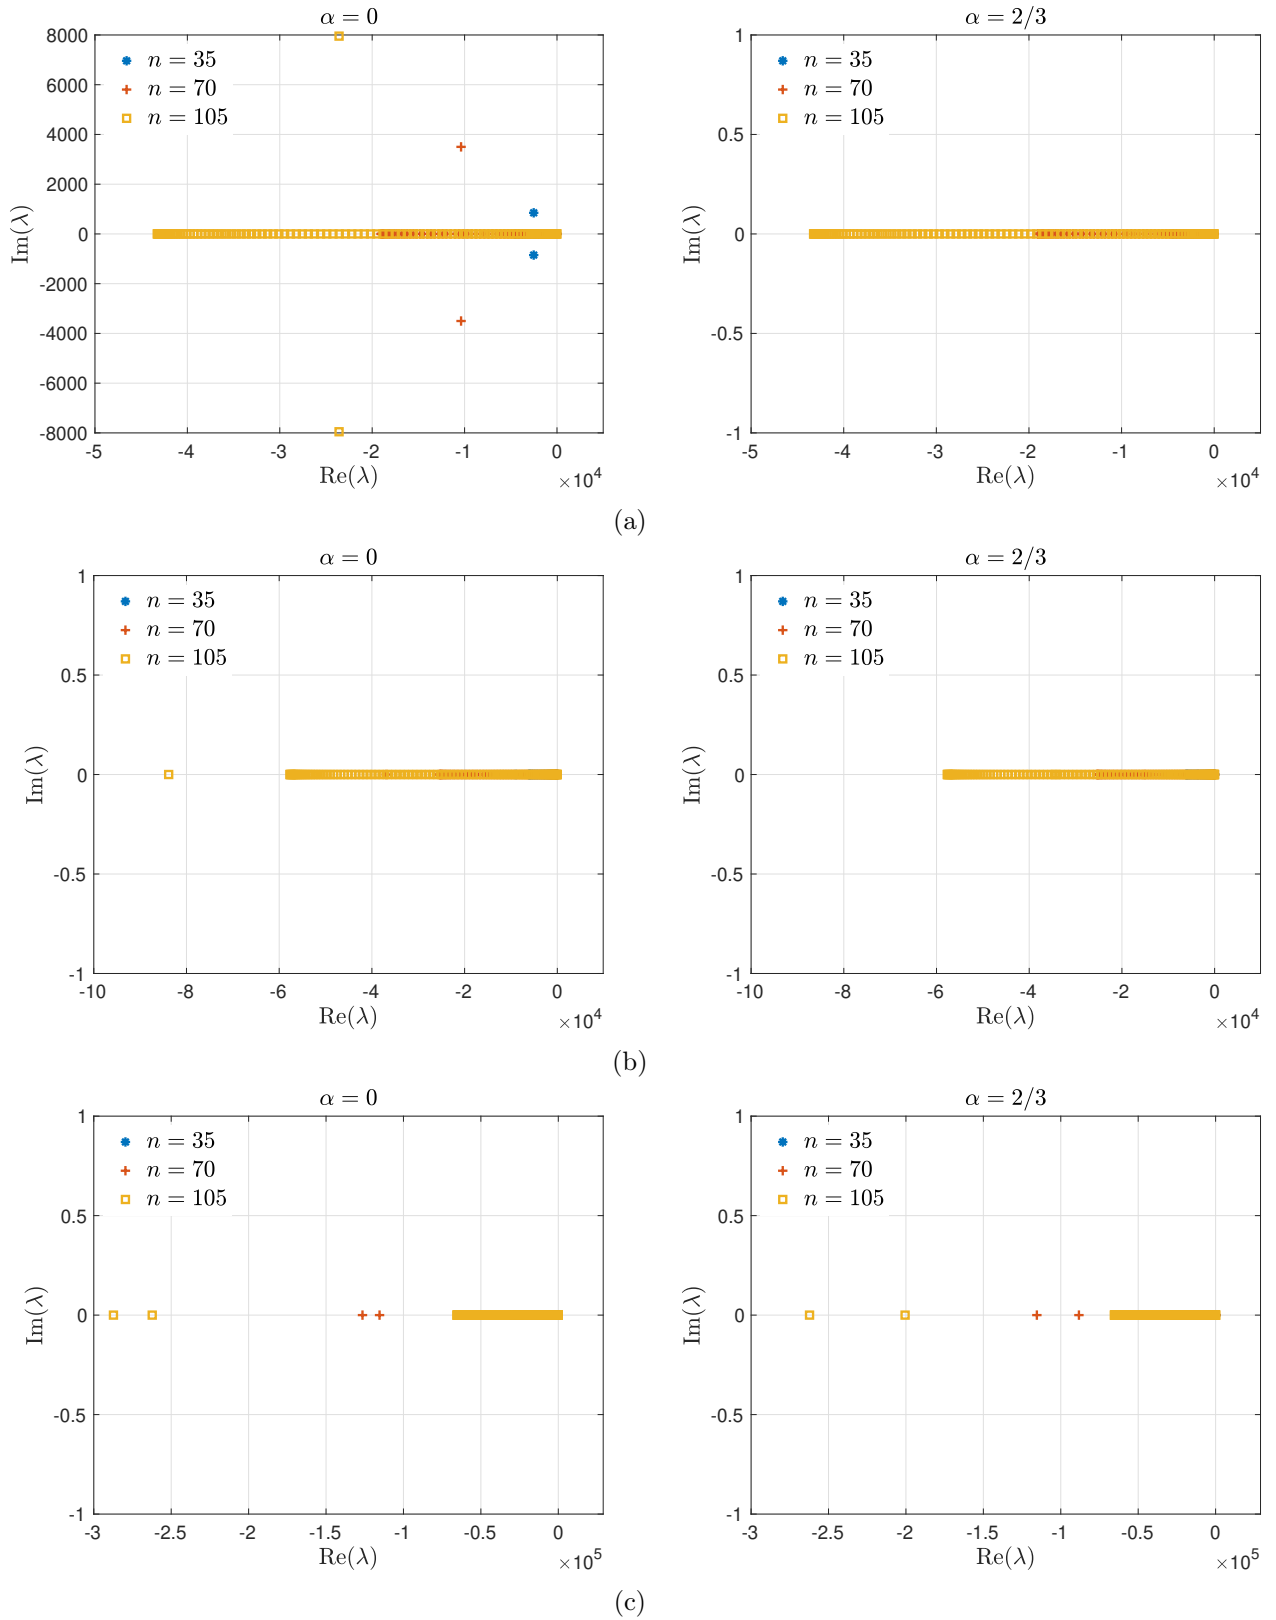 α = 0
8000
6000
4000
2000
0
-2000
-4000
-6000
-8000
Im(λ)
n = 35
n = 70
n = 105
-5 -4 -3 -2 -1 0
Re(λ)
×10^4
α = 2/3
1
0.5
0
-0.5
-1
Im(λ)
n = 35
n = 70
n = 105
-5 -4 -3 -2 -1 0
Re(λ)
×10^4
(a)
α = 0
1
0.5
0
-0.5
-1
Im(λ)
n = 35
n = 70
n = 105
-10 -8 -6 -4 -2 0
Re(λ)
×10^4
α = 2/3
1
0.5
0
-0.5
-1
Im(λ)
n = 35
n = 70
n = 105
-10 -8 -6 -4 -2 0
Re(λ)
×10^4
(b)
α = 0
1
0.5
0
-0.5
-1
Im(λ)
n = 35
n = 70
n = 105
-3 -2.5 -2 -1.5 -1 -0.5 0
Re(λ)
×10^5
α = 2/3
1
0.5
0
-0.5
-1
Im(λ)
n = 35
n = 70
n = 105
-3 -2.5 -2 -1.5 -1 -0.5 0
Re(λ)
×10^5
(c)